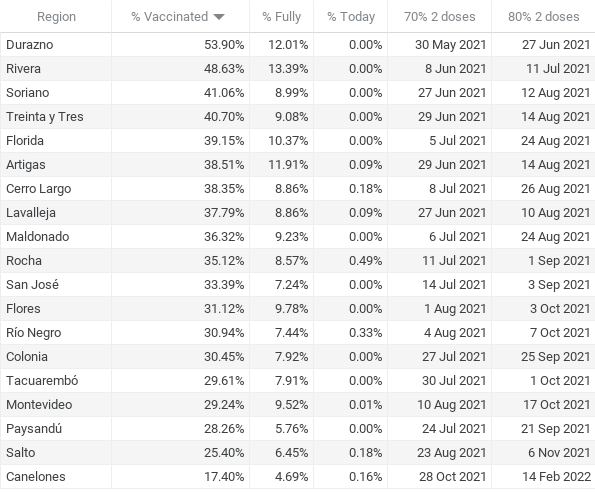 Region % Vaccinated % Fully % Today 70% 2 doses 80% 2 doses
Durazno 53.90% 12.01% 0.00% 30 May 2021 27 Jun 2021
Rivera 48.63% 13.39% 0.00% 8 Jun 2021 11 Jul 2021
Soriano 41.06% 8.99% 0.00% 27 Jun 2021 12 Aug 2021
Treinta y Tres 40.70% 9.08% 0.00% 29 Jun 2021 14 Aug 2021
Florida 39.15% 10.37% 0.00% 5 Jul 2021 24 Aug 2021
Artigas 38.51% 11.91% 0.09% 29 Jun 2021 14 Aug 2021
Cerro Largo 38.35% 8.86% 0.18% 8 Jul 2021 26 Aug 2021
Lavalleja 37.79% 8.86% 0.09% 27 Jun 2021 10 Aug 2021
Maldonado 36.32% 9.23% 0.00% 6 Jul 2021 24 Aug 2021
Rocha 35.12% 8.57% 0.49% 11 Jul 2021 1 Sep 2021
San José 33.39% 7.24% 0.00% 14 Jul 2021 3 Sep 2021
Flores 31.12% 9.78% 0.00% 1 Aug 2021 3 Oct 2021
Río Negro 30.94% 7.44% 0.33% 4 Aug 2021 7 Oct 2021
Colonia 30.45% 7.92% 0.00% 27 Jul 2021 25 Sep 2021
Tacuarembó 29.61% 7.91% 0.00% 30 Jul 2021 1 Oct 2021
Montevideo 29.24% 9.52% 0.01% 10 Aug 2021 17 Oct 2021
Paysandú 28.26% 5.76% 0.00% 24 Jul 2021 21 Sep 2021
Salto 25.40% 6.45% 0.18% 23 Aug 2021 6 Nov 2021
Canelones 17.40% 4.69% 0.16% 28 Oct 2021 14 Feb 2022